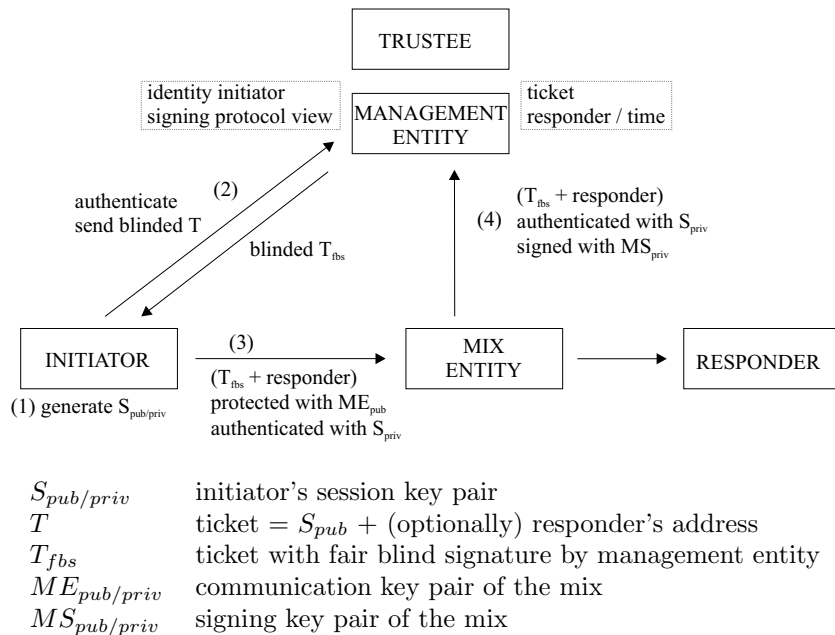 TRUSTEE
identity initiator
signing protocol view
MANAGEMENT
ENTITY
ticket
responder / time
(2)
authenticate
send blinded T
blinded T_fbs
(4)
(T_fbs + responder)
authenticated with S_priv
signed with MS_priv
INITIATOR
(3)
MIX
ENTITY
RESPONDER
(1) generate S_pub/priv
(T_fbs + responder)
protected with ME_pub
authenticated with S_priv
S_pub/priv initiator's session key pair
T ticket = S_pub + (optionally) responder's address
T_fbs ticket with fair blind signature by management entity
ME_pub/priv communication key pair of the mix
MS_pub/priv signing key pair of the mix